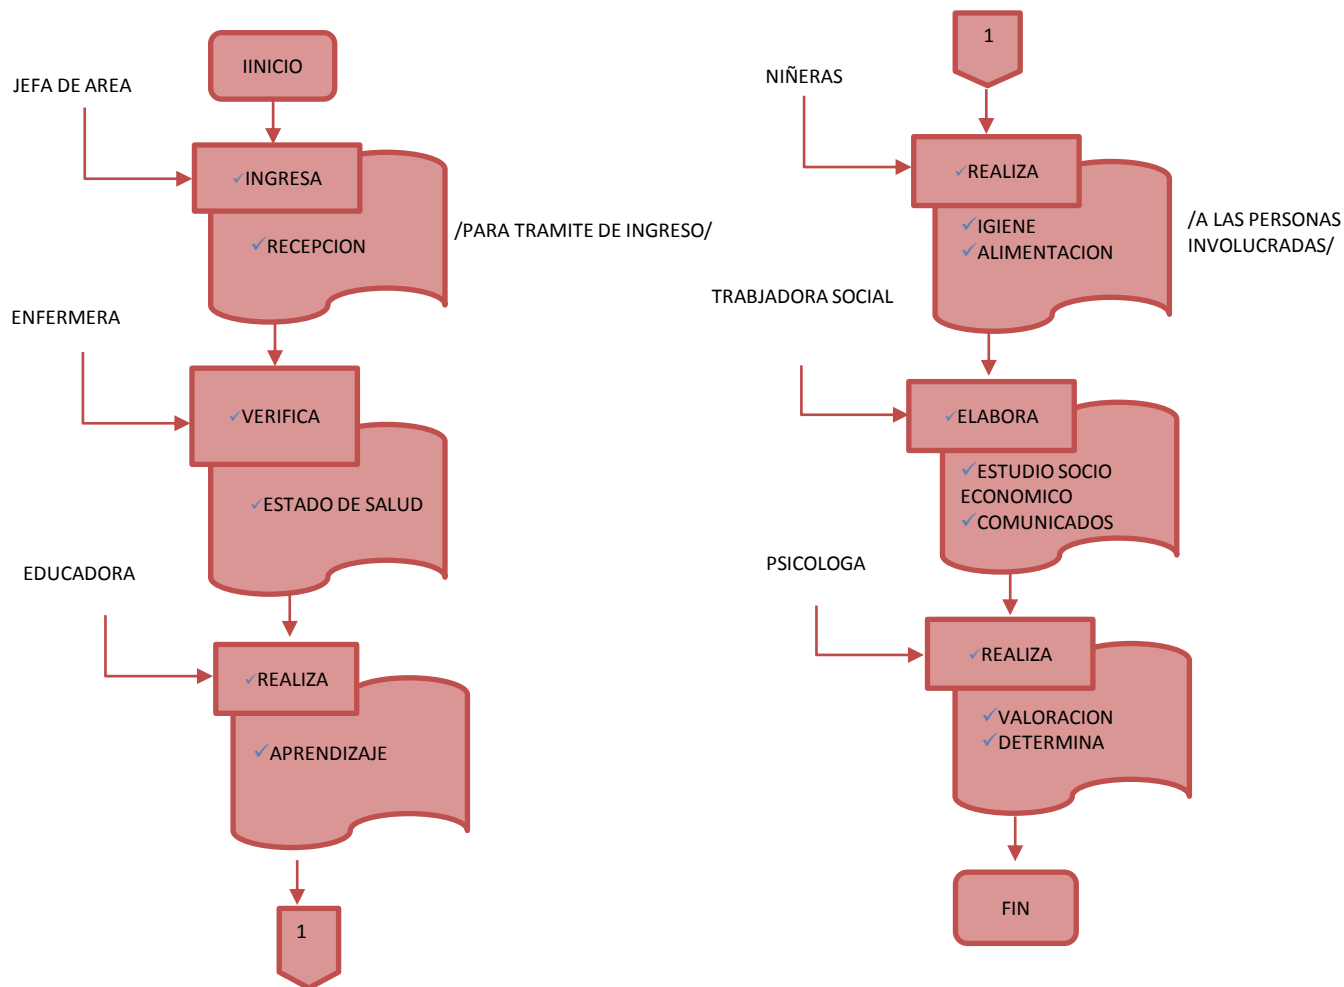 IINICIO
JEFA DE AREA
✓INGRESA
✓RECEPCION
/PARA TRAMITE DE INGRESO/
ENFERMERA
✓VERIFICA
✓ESTADO DE SALUD
EDUCADORA
✓REALIZA
✓APRENDIZAJE
1
1
NIÑERAS
✓REALIZA
✓IGIENE
✓ALIMENTACION
/A LAS PERSONAS
INVOLUCRADAS/
TRABJADORA SOCIAL
✓ELABORA
✓ESTUDIO SOCIO
ECONOMICO
✓COMUNICADOS
PSICOLOGA
✓REALIZA
✓VALORACION
✓DETERMINA
FIN